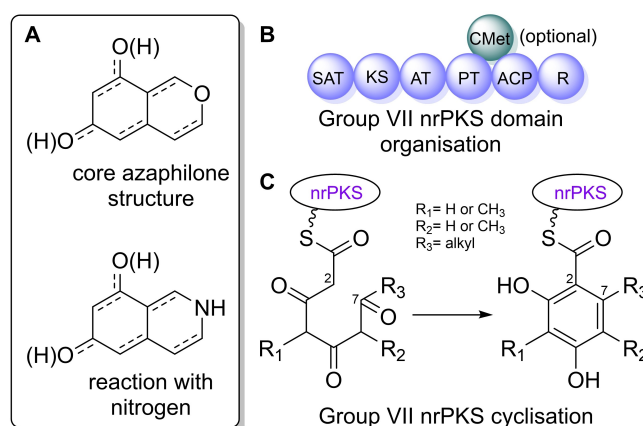 A
O(H)
O
(H)O
core azaphilone
structure
O(H)
NH
(H)O
reaction with
nitrogen
B
CMet (optional)
SAT KS AT PT ACP R
Group VII nrPKS domain
organisation
C
nrPKS
S
O
2
O
7
R3
O
R1
R2
O
R1= H or CH3
R2= H or CH3
R3= alkyl
nrPKS
S
O
2
HO
7
R3
R1
R2
OH
Group VII nrPKS cyclisation